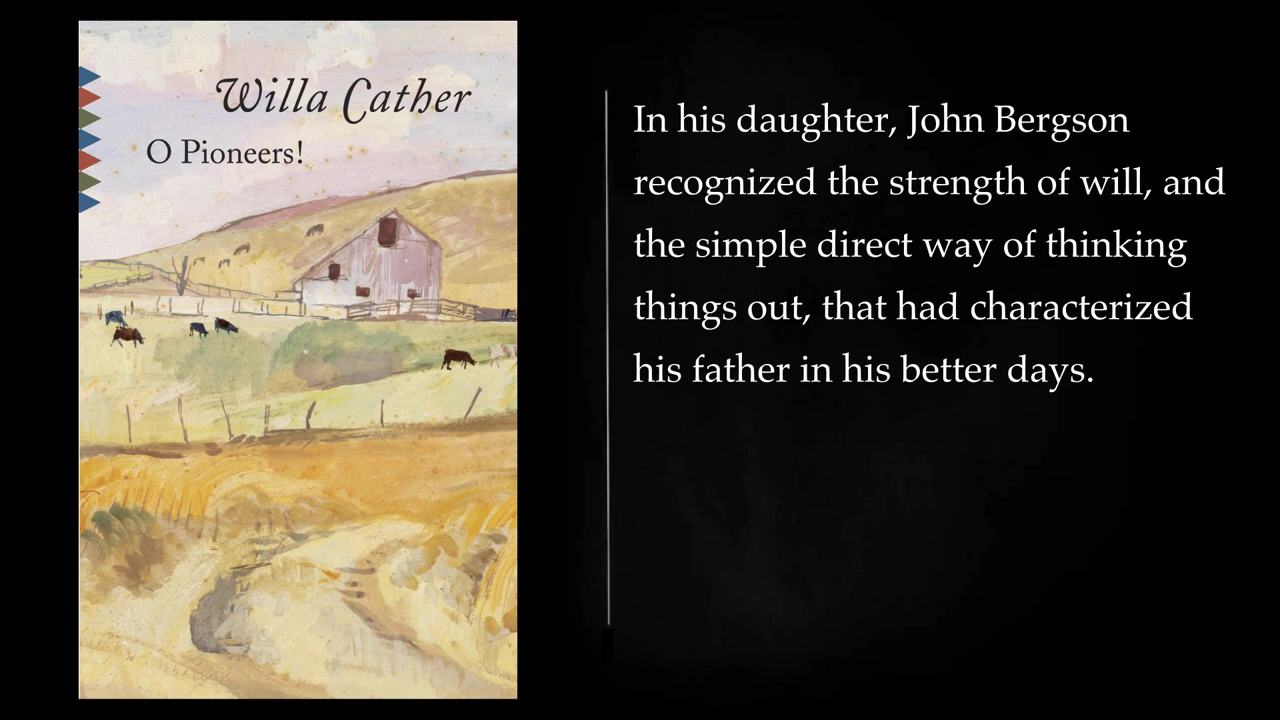 Willa Cather
O Pioneers!
In his daughter, John Bergson
recognized the strength of will, and
the simple direct way of thinking
things out, that had characterized
his father in his better days.